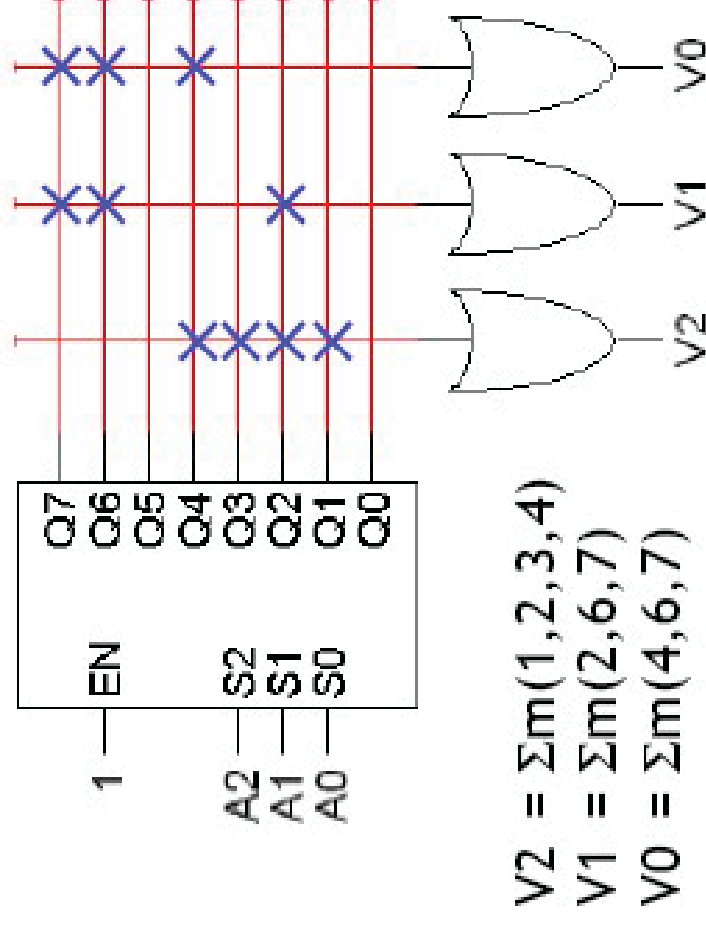 1 EN Q7
Q6
Q5
Q4
A2 S2 Q3
A1 S1 Q2
A0 S0 Q1
Q0
V2 V1 V0
V2 = Σm(1,2,3,4)
V1 = Σm(2,6,7)
V0 = Σm(4,6,7)